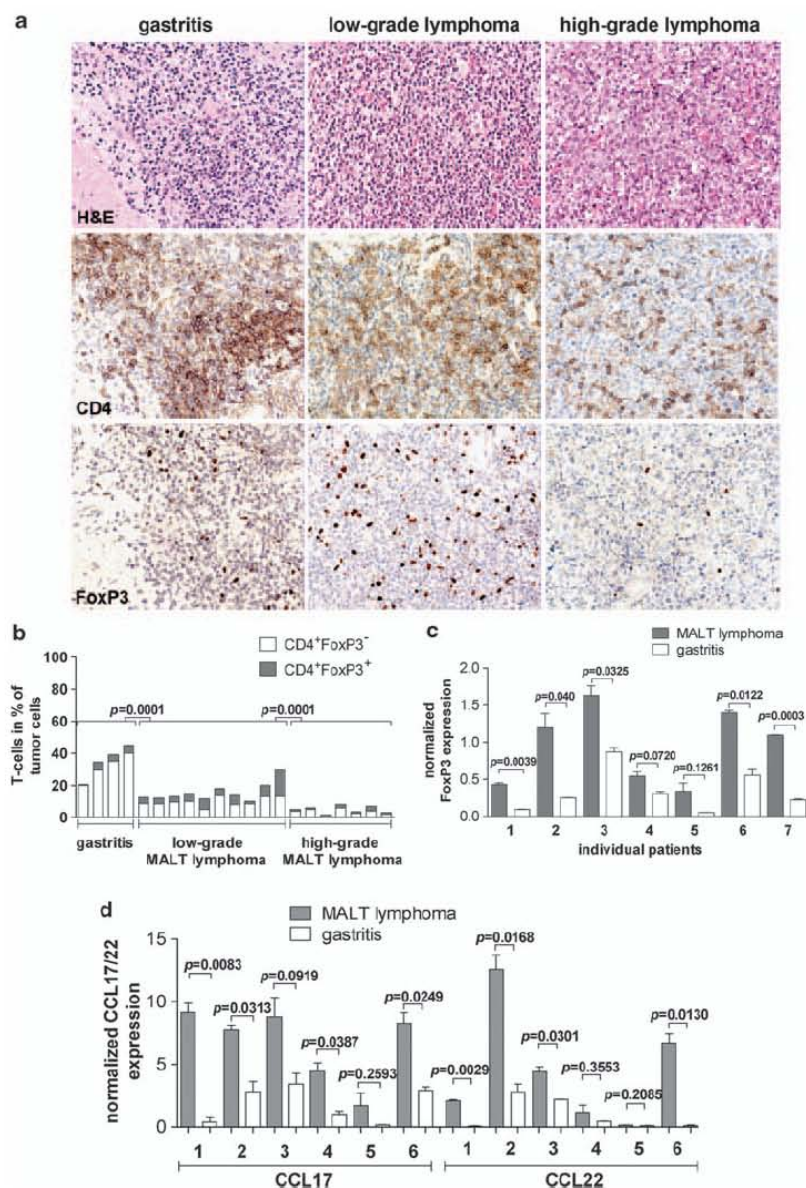 a
gastritis low-grade lymphoma high-grade lymphoma
H&E
CD4
FoxP3
b
CD4+FoxP3-
CD4+FoxP3+
T-cells in % of
tumor cells
100
80
60
40
20
0
p=0.0001 p=0.0001
gastritis low-grade MALT lymphoma high-grade MALT lymphoma
c
MALT lymphoma
gastritis
normalized
FoxP3 expression
2.0
1.5
1.0
0.5
0.0
p=0.0039 p=0.040 p=0.0325 p=0.0720 p=0.1261 p=0.0122 p=0.0003
1 2 3 4 5 6 7
individual patients
d
MALT lymphoma
gastritis
normalized CCL17/22
expression
15
10
5
0
p=0.0083 p=0.0313 p=0.0919 p=0.0387 p=0.2593 p=0.0249 p=0.0029 p=0.0168 p=0.0301 p=0.3553 p=0.2085 p=0.0130
1 2 3 4 5 6 1 2 3 4 5 6
CCL17 CCL22